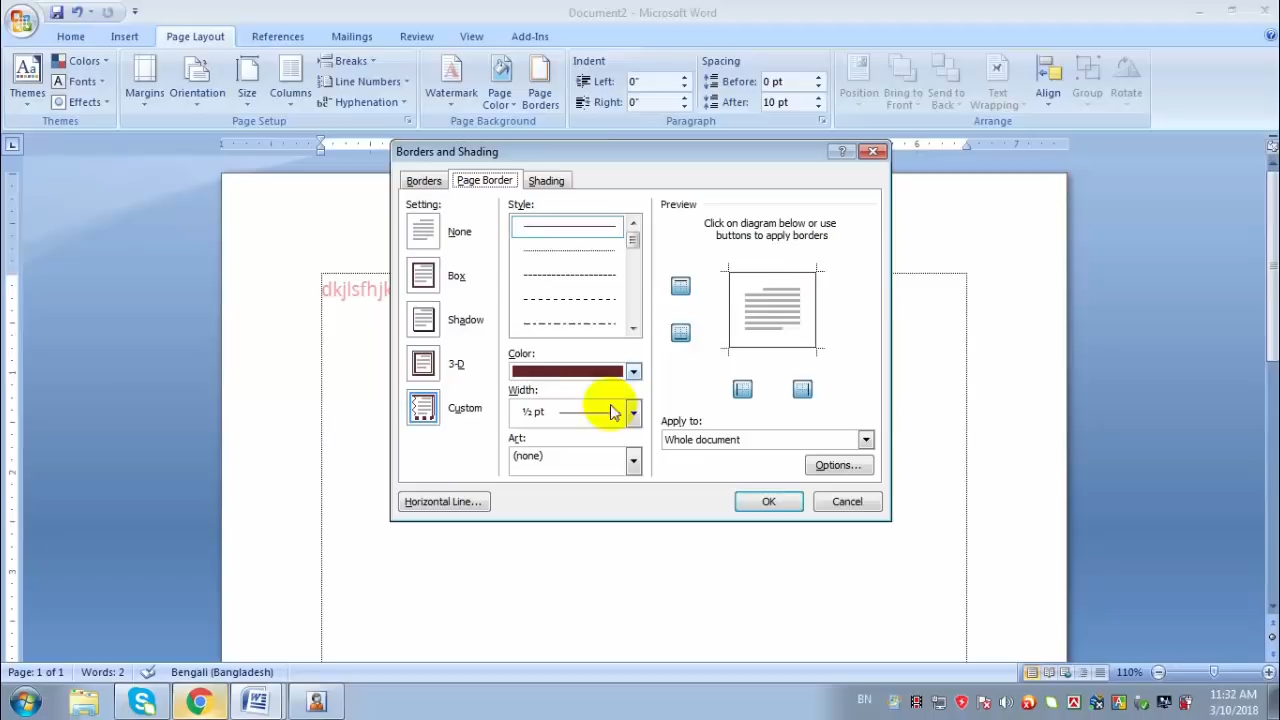 Document2 - Microsoft Word
Home Insert Page Layout References Mailings Review View Add-Ins
Themes
Colors
Fonts
Effects
Themes
Margins Orientation Size Columns
Breaks
Line Numbers
Hyphenation
Page Setup
Watermark Page Color Page Borders
Page Background
Indent
Left: 0"
Right: 0"
Spacing
Before: 0 pt
After: 10 pt
Paragraph
Position Bring to Front Send to Back Text Wrapping Align Group Rotate
Arrange
1 6 7
dkjlsfhjk
Borders and Shading
Borders Page Border Shading
Setting:
None
Box
Shadow
3-D
Custom
Style:
Color:
Width:
½ pt
Art:
(none)
Preview
Click on diagram below or use
buttons to apply borders
Apply to:
Whole document
Options...
Horizontal Line... OK Cancel
2
3
Page: 1 of 1 Words: 2 Bengali (Bangladesh) 110%
BN
11:32 AM
3/10/2018